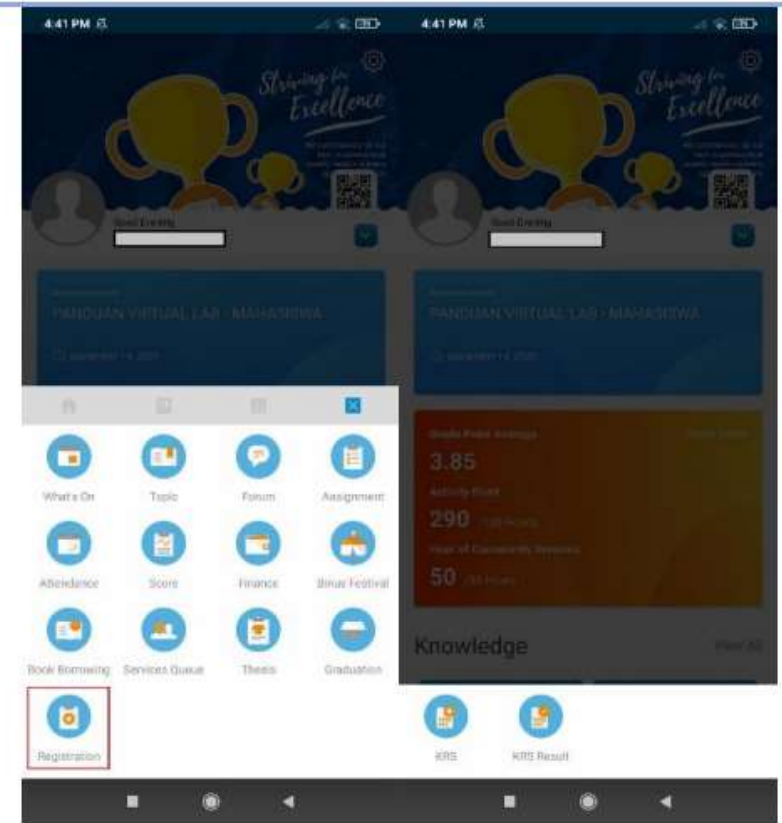 4:41 PM
Striving for
Excellence
Good Evening
PANDUAN VIRTUAL LAB - MAHASISWA
What's On
Topic
Forum
Assignment
Attendance
Score
Finance
Binus Festival
Book Borrowing
Services Queue
Thesis
Graduation
Registration
4:41 PM
Striving for
Excellence
Good Evening
PANDUAN VIRTUAL LAB - MAHASISWA
Grade Point Average
3.85
Activity Point
290
Hour of Community Services
50
Knowledge
View All
KRS
KRS Result